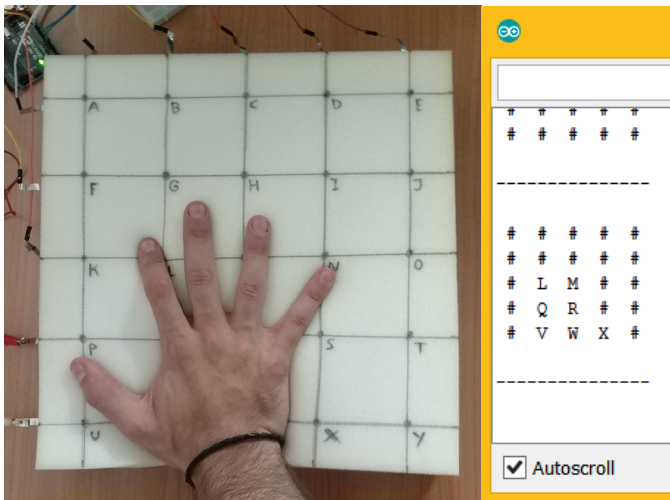 A B C D E
F G H I J
K L N O
P S T
U X Y
# # # # #
# # # # #
---------------
# # # # #
# # # # #
# L M # #
# Q R # #
# V W X #
---------------
Autoscroll